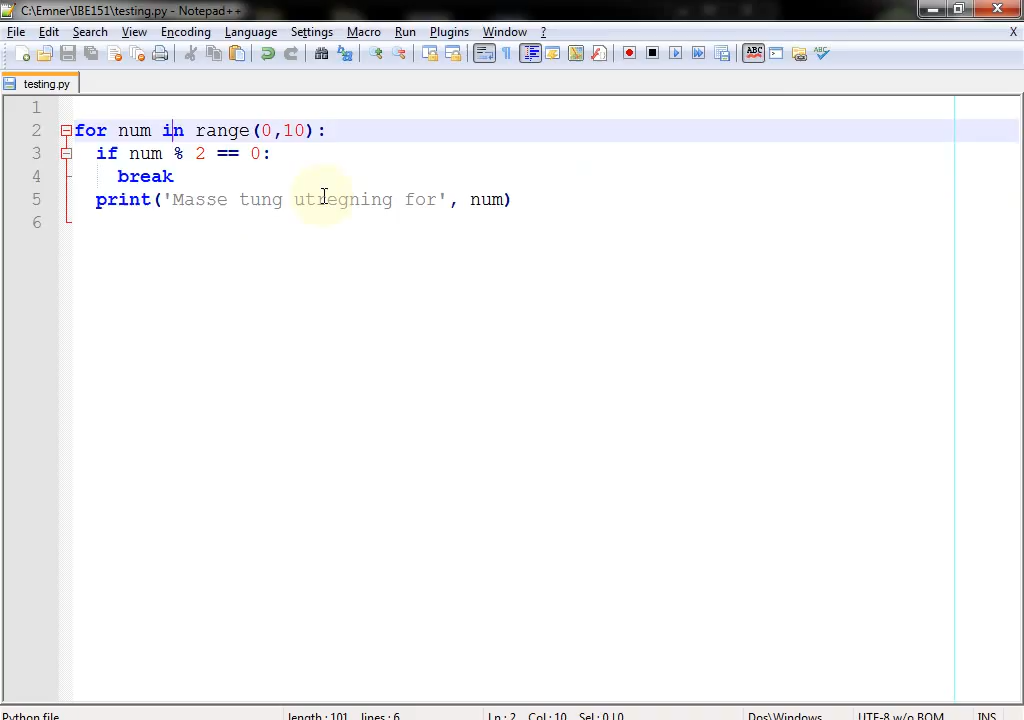 C:\Emner\IBE151\testing.py - Notepad++
File Edit Search View Encoding Language Settings Macro Run Plugins Window ? X
testing.py
1
2 for num in range(0,10):
3 if num % 2 == 0:
4 break
5 print('Masse tung utregning for', num)
6
Python file length : 101 lines : 6 Ln : 2 Col : 10 Sel : 0 | 0 Dos\Windows UTF-8 w/o BOM INS